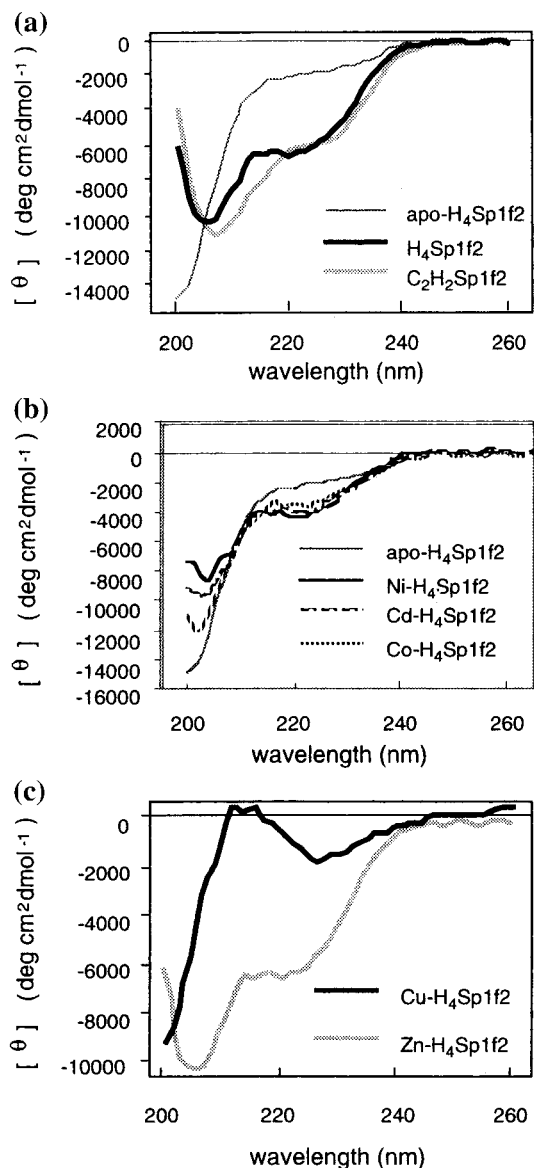 (a)
0
-2000
-4000
-6000
-8000
-10000
-12000
-14000
[ θ ] (deg cm²dmol⁻¹)
apo-H₄Sp1f2
H₄Sp1f2
C₂H₂Sp1f2
200 220 240 260
wavelength (nm)
(b)
2000
0
-2000
-4000
-6000
-8000
-10000
-12000
-14000
-16000
[ θ ] (deg cm²dmol⁻¹)
apo-H₄Sp1f2
Ni-H₄Sp1f2
Cd-H₄Sp1f2
Co-H₄Sp1f2
200 220 240 260
wavelength (nm)
(c)
0
-2000
-4000
-6000
-8000
-10000
[ θ ] (deg cm²dmol⁻¹)
Cu-H₄Sp1f2
Zn-H₄Sp1f2
200 220 240 260
wavelength (nm)